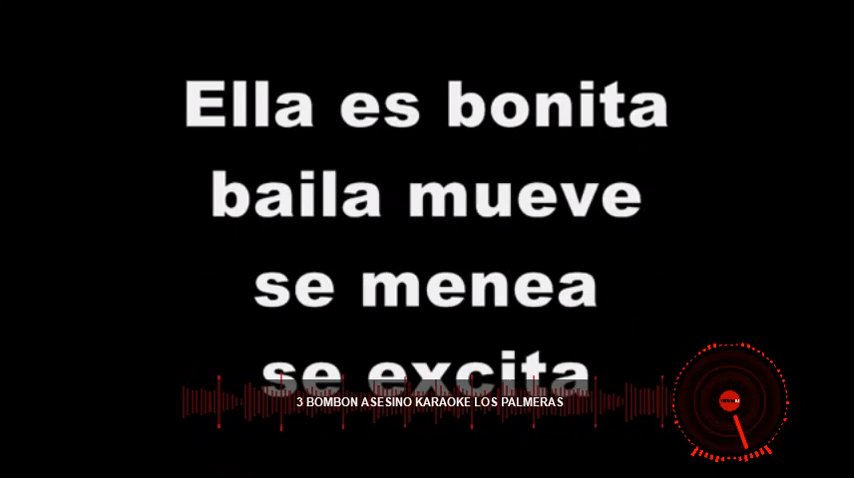 Ella es bonita
baila mueve
se menea
se excita
3 BOMBON ASESINO KARAOKE LOS PALMERAS